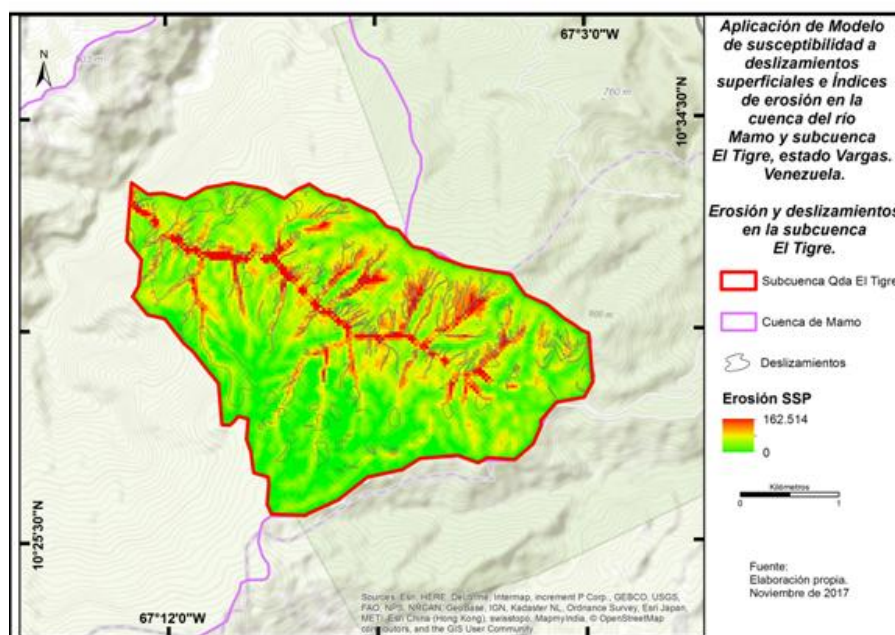 67°3'0"W
N
760 m
10°34'30"N
800 m
10°25'30"N
67°12'0"W
Sources: Esri, HERE, DeLorme, Intermap, increment P Corp., GEBCO, USGS,
FAO, NPS, NRCAN, GeoBase, IGN, Kadaster NL, Ordnance Survey, Esri Japan,
METI, Esri China (Hong Kong), swisstopo, MapmyIndia, © OpenStreetMap
contributors, and the GIS User Community
Aplicación de Modelo
de susceptibilidad a
deslizamientos
superficiales e Índices
de erosión en la
cuenca del río
Mamo y subcuenca
El Tigre, estado Vargas.
Venezuela.
Erosión y deslizamientos
en la subcuenca
El Tigre.
Subcuenca Qda El Tigre
Cuenca de Mamo
Deslizamientos
Erosión SSP
162.514
0
Kilómetros
0 1
Fuente:
Elaboración propia.
Noviembre de 2017